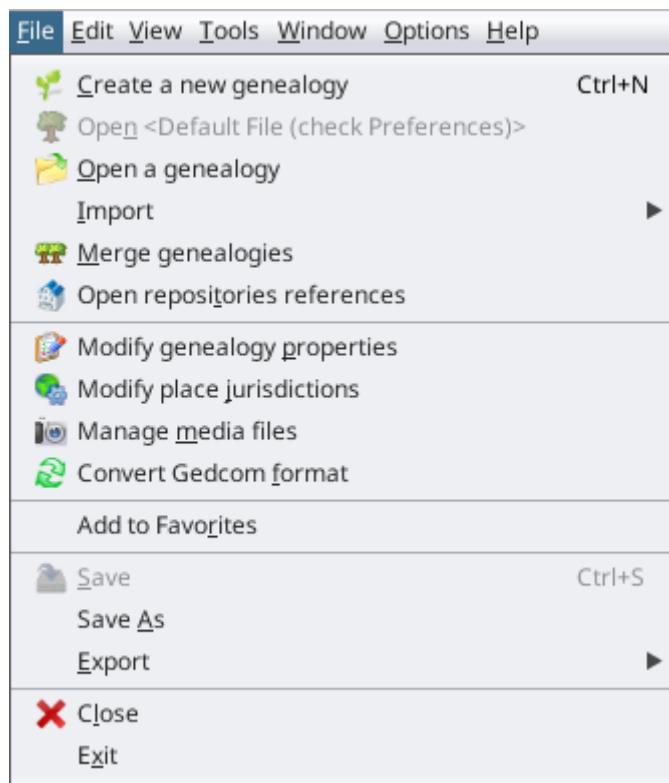 File Edit View Tools Window Options Help
Create a new genealogy Ctrl+N
Open <Default File (check Preferences)>
Open a genealogy
Import
Merge genealogies
Open repositories references
Modify genealogy properties
Modify place jurisdictions
Manage media files
Convert Gedcom format
Add to Favorites
Save Ctrl+S
Save As
Export
Close
Exit